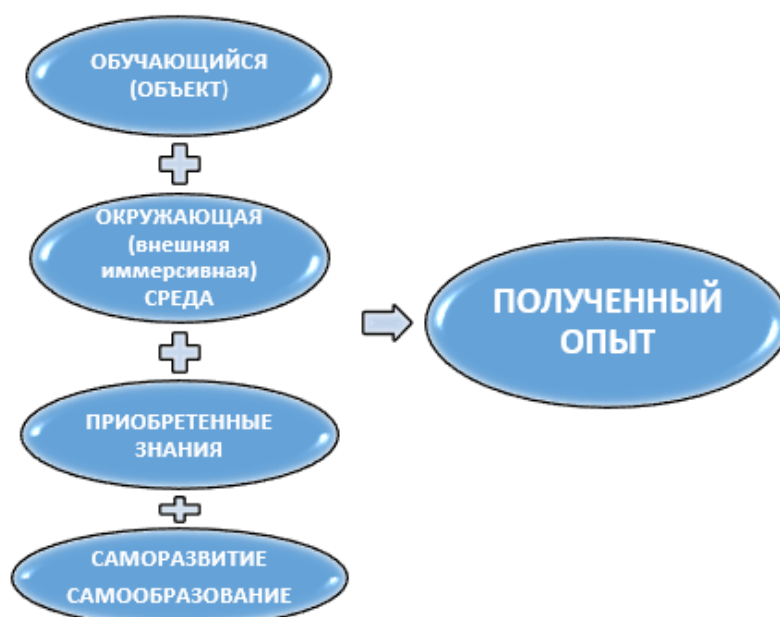 ОБУЧАЮЩИЙСЯ
(ОБЪЕКТ)
ОКРУЖАЮЩАЯ
(внешняя
иммерсивная)
СРЕДА
ПРИОБРЕТЕННЫЕ
ЗНАНИЯ
САМОРАЗВИТИЕ
САМООБРАЗОВАНИЕ
ПОЛУЧЕННЫЙ
ОПЫТ